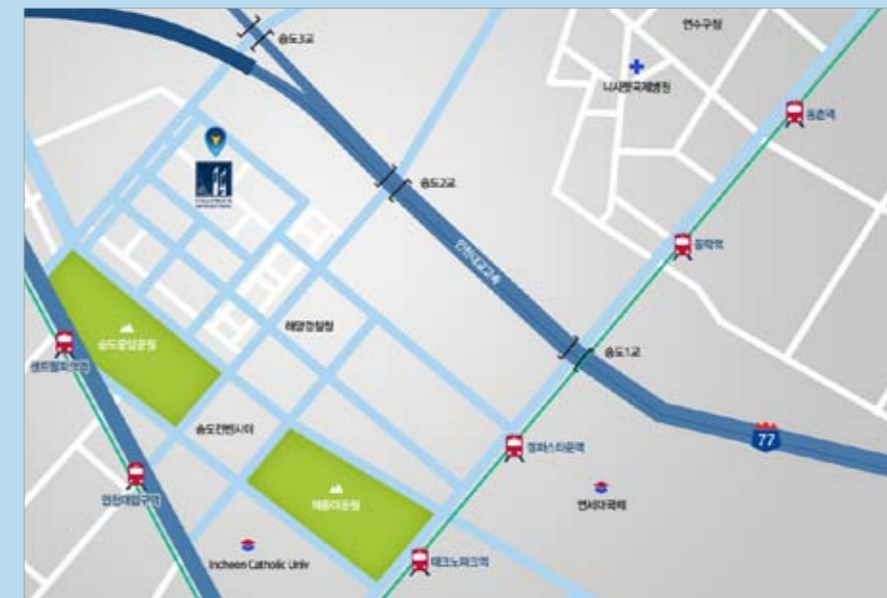 송도3교
연수구청
니사렛국제병원
동춘역
송도2교
동막역
인천대교고속
해양경찰청
송도1교
송도중앙공원
센트럴파크역
송도컨벤시아
캠퍼스타운역
77
인천대입구역
해돋이공원
연세대국제
Incheon Catholic Univ
테크노파크역